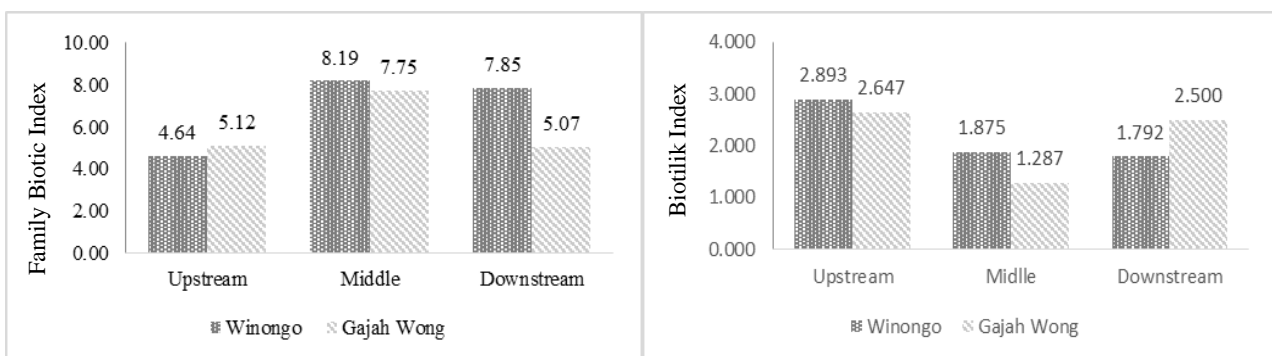 Family Biotic Index
10.00
8.00
6.00
4.00
2.00
0.00
4.64
5.12
8.19
7.75
7.85
5.07
Upstream
Middle
Downstream
Winongo
Gajah Wong
Biotilik Index
4.000
3.000
2.000
1.000
0.000
2.893
2.647
1.875
1.287
1.792
2.500
Upstream
Midlle
Downstream
Winongo
Gajah Wong